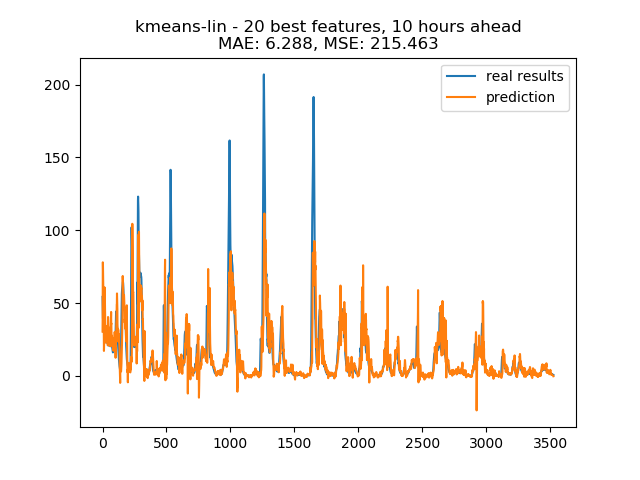 kmeans-lin - 20 best features, 10 hours ahead
MAE: 6.288, MSE: 215.463
real results
prediction
200
150
100
50
0
0 500 1000 1500 2000 2500 3000 3500